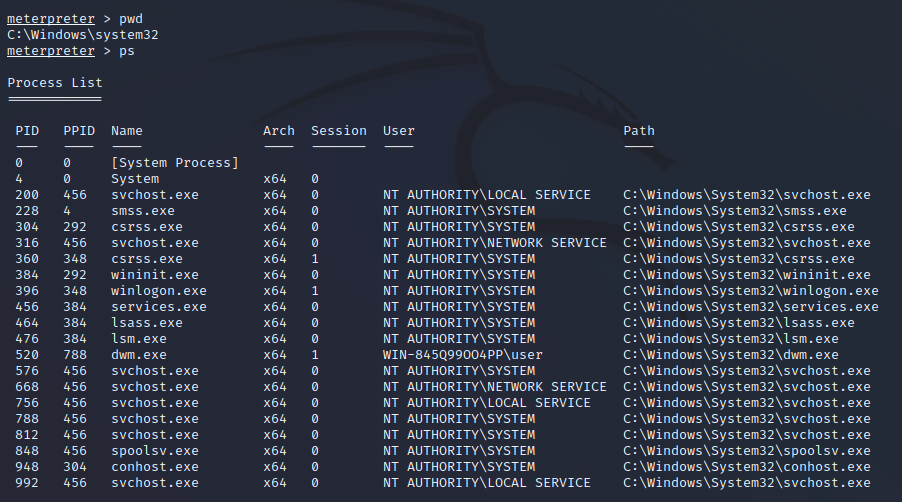 meterpreter > pwd
C:\Windows\system32
meterpreter > ps
Process List
============
PID PPID Name Arch Session User Path
--- ---- ---- ---- ------- ---- ----
0 0 [System Process]
4 0 System x64 0
200 456 svchost.exe x64 0 NT AUTHORITY\LOCAL SERVICE C:\Windows\System32\svchost.exe
228 4 smss.exe x64 0 NT AUTHORITY\SYSTEM C:\Windows\System32\smss.exe
304 292 csrss.exe x64 0 NT AUTHORITY\SYSTEM C:\Windows\System32\csrss.exe
316 456 svchost.exe x64 0 NT AUTHORITY\NETWORK SERVICE C:\Windows\System32\svchost.exe
360 348 csrss.exe x64 1 NT AUTHORITY\SYSTEM C:\Windows\System32\csrss.exe
384 292 wininit.exe x64 0 NT AUTHORITY\SYSTEM C:\Windows\System32\wininit.exe
396 348 winlogon.exe x64 1 NT AUTHORITY\SYSTEM C:\Windows\System32\winlogon.exe
456 384 services.exe x64 0 NT AUTHORITY\SYSTEM C:\Windows\System32\services.exe
464 384 lsass.exe x64 0 NT AUTHORITY\SYSTEM C:\Windows\System32\lsass.exe
476 384 lsm.exe x64 0 NT AUTHORITY\SYSTEM C:\Windows\System32\lsm.exe
520 788 dwm.exe x64 1 WIN-845Q99OO4PP\user C:\Windows\System32\dwm.exe
576 456 svchost.exe x64 0 NT AUTHORITY\SYSTEM C:\Windows\System32\svchost.exe
668 456 svchost.exe x64 0 NT AUTHORITY\NETWORK SERVICE C:\Windows\System32\svchost.exe
756 456 svchost.exe x64 0 NT AUTHORITY\LOCAL SERVICE C:\Windows\System32\svchost.exe
788 456 svchost.exe x64 0 NT AUTHORITY\SYSTEM C:\Windows\System32\svchost.exe
812 456 svchost.exe x64 0 NT AUTHORITY\SYSTEM C:\Windows\System32\svchost.exe
848 456 spoolsv.exe x64 0 NT AUTHORITY\SYSTEM C:\Windows\System32\spoolsv.exe
948 304 conhost.exe x64 0 NT AUTHORITY\SYSTEM C:\Windows\System32\conhost.exe
992 456 svchost.exe x64 0 NT AUTHORITY\LOCAL SERVICE C:\Windows\System32\svchost.exe